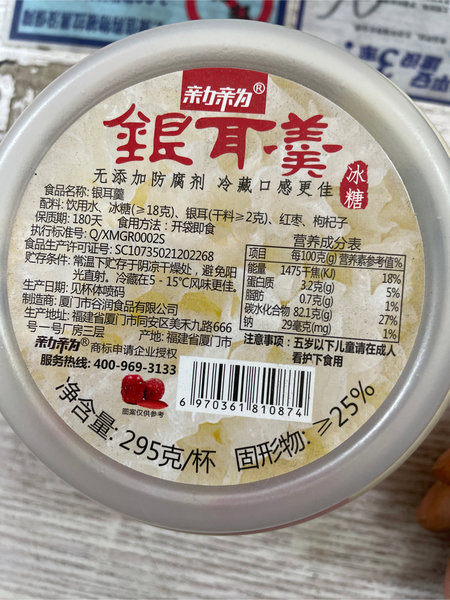 亲力亲为®
银耳羹
冰糖
无添加防腐剂 冷藏口感更佳
食品名称: 银耳羹
配料: 饮用水、冰糖(≥18克)、银耳(干料≥2克)、红枣、枸杞子
保质期: 180天 食用方法: 开袋即食
执行标准号: Q/XMGR0002S
食品生产许可证号: SC10735021202268
贮存条件: 常温下贮存于阴凉干燥处, 避免阳
光直射, 冷藏在5-15℃风味更佳。
生产日期: 见杯体喷码
制造商: 厦门市谷润食品有限公司
生产地址: 福建省厦门市同安区美禾九路666
号一号厂房三层 产地: 福建省厦门市
亲力亲为® 商标申请企业授权
服务热线: 400-969-3133
营养成分表
项目 每100克(g) 营养素参考值%
能量 1475千焦(KJ) 18%
蛋白质 3.2克(g) 5%
脂肪 0.7克(g) 1%
碳水化合物 82.1克(g) 27%
钠 29毫克(mg) 1%
注意事项: 五岁以下儿童请在成人
看护下食用
图案仅供参考
6 970361 810874
净含量: 295克/杯 固形物: ≥25%